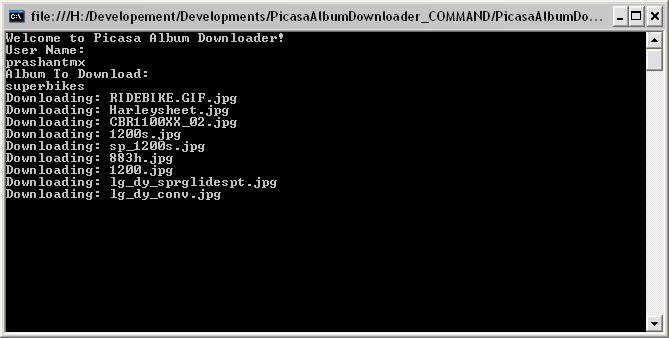 file:///H:/Developement/Developments/PicasaAlbumDownloader_COMMAND/PicasaAlbumDo...
Welcome to Picasa Album Downloader!
User Name:
prashantmx
Album To Download:
superbikes
Downloading: RIDEBIKE.GIF.jpg
Downloading: Harleysheet.jpg
Downloading: CBR1100XX_02.jpg
Downloading: 1200s.jpg
Downloading: sp_1200s.jpg
Downloading: 883h.jpg
Downloading: 1200.jpg
Downloading: lg_dy_sprglidespt.jpg
Downloading: lg_dy_conv.jpg